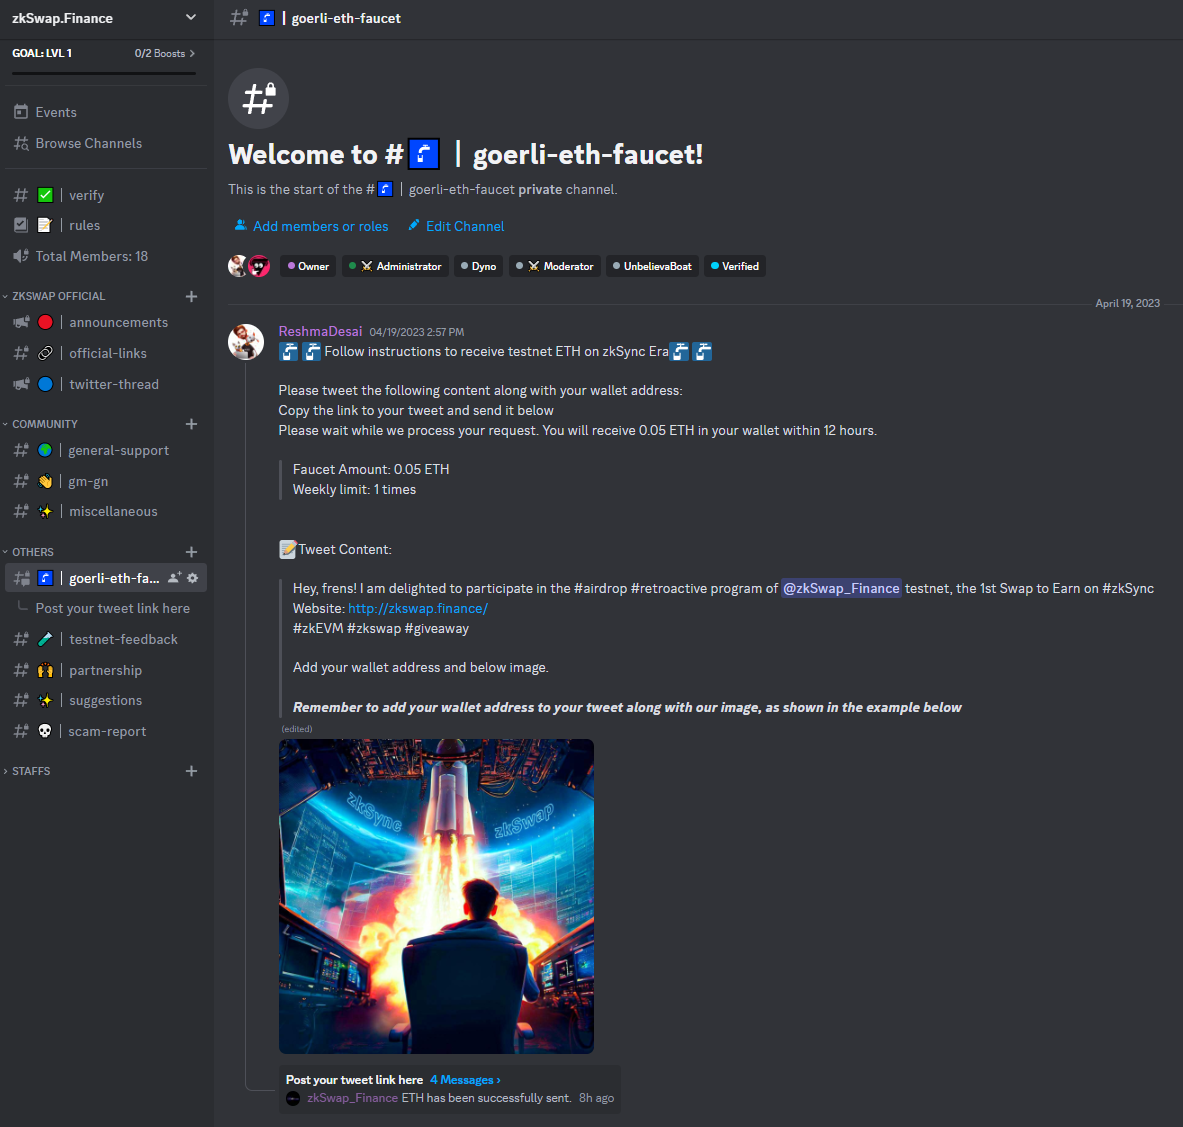 zkSwap.Finance
GOAL: LVL 1
0/2 Boosts >
Events
Browse Channels
| verify
| rules
Total Members: 18
ZKSWAP OFFICIAL
| announcements
| official-links
| twitter-thread
COMMUNITY
| general-support
| gm-gn
| miscellaneous
OTHERS
| goerli-eth-fa...
Post your tweet link here
| testnet-feedback
| partnership
| suggestions
| scam-report
STAFFS
| goerli-eth-faucet
Welcome to # | goerli-eth-faucet!
This is the start of the # | goerli-eth-faucet private channel.
Add members or roles
Edit Channel
Owner
Administrator
Dyno
Moderator
UnbelievaBoat
Verified
April 19, 2023
ReshmaDesai 04/19/2023 2:57 PM
Follow instructions to receive testnet ETH on zkSync Era
Please tweet the following content along with your wallet address:
Copy the link to your tweet and send it below
Please wait while we process your request. You will receive 0.05 ETH in your wallet within 12 hours.
Faucet Amount: 0.05 ETH
Weekly limit: 1 times
Tweet Content:
Hey, frens! I am delighted to participate in the #airdrop #retroactive program of @zkSwap_Finance testnet, the 1st Swap to Earn on #zkSync
Website: http://zkswap.finance/
#zkEVM #zkswap #giveaway
Add your wallet address and below image.
Remember to add your wallet address to your tweet along with our image, as shown in the example below
(edited)
zkSync
zkSwap
Post your tweet link here 4 Messages ›
zkSwap_Finance ETH has been successfully sent. 8h ago